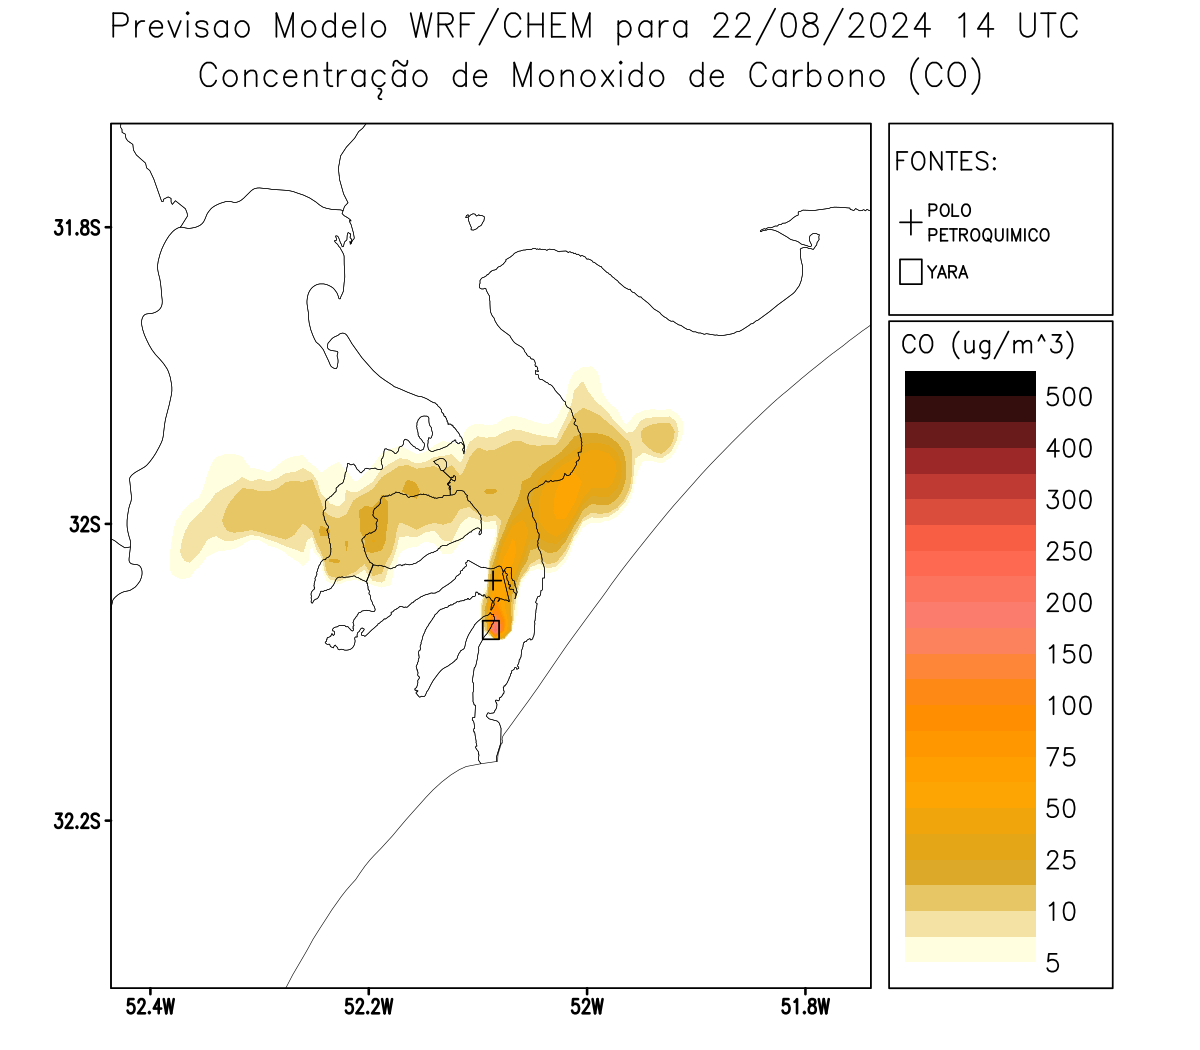 Previsao Modelo WRF/CHEM para 22/08/2024 14 UTC
Concentração de Monoxido de Carbono (CO)
FONTES:
POLO
PETROQUIMICO
YARA
CO (ug/m^3)
500
400
300
250
200
150
100
75
50
25
10
5
31.8S
32S
32.2S
52.4W
52.2W
52W
51.8W